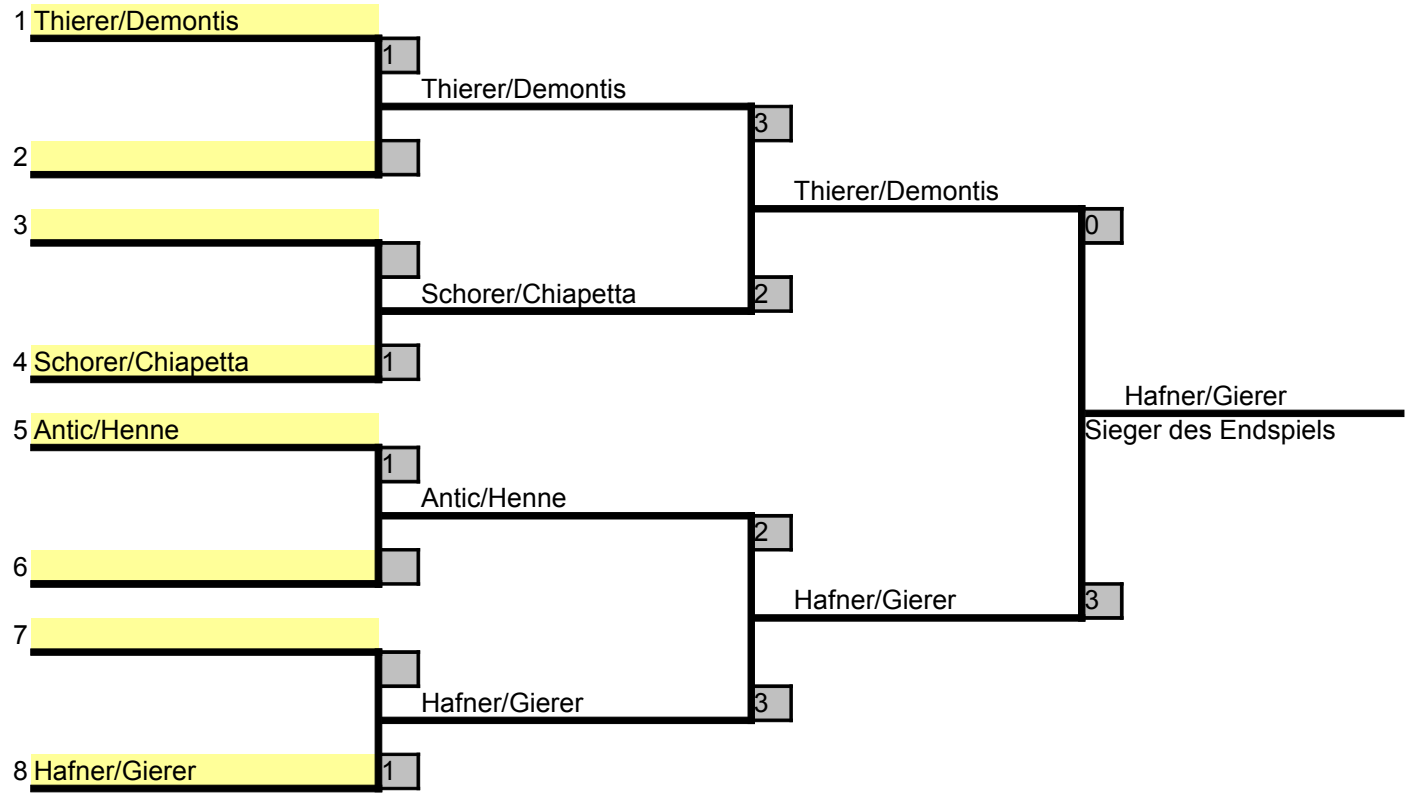 1 Thierer/Demontis
1
Thierer/Demontis
3
2
Thierer/Demontis
3
0
Schorer/Chiapetta
2
4 Schorer/Chiapetta
1
Hafner/Gierer
Sieger des Endspiels
5 Antic/Henne
1
Antic/Henne
2
6
Hafner/Gierer
3
7
Hafner/Gierer
3
8 Hafner/Gierer
1